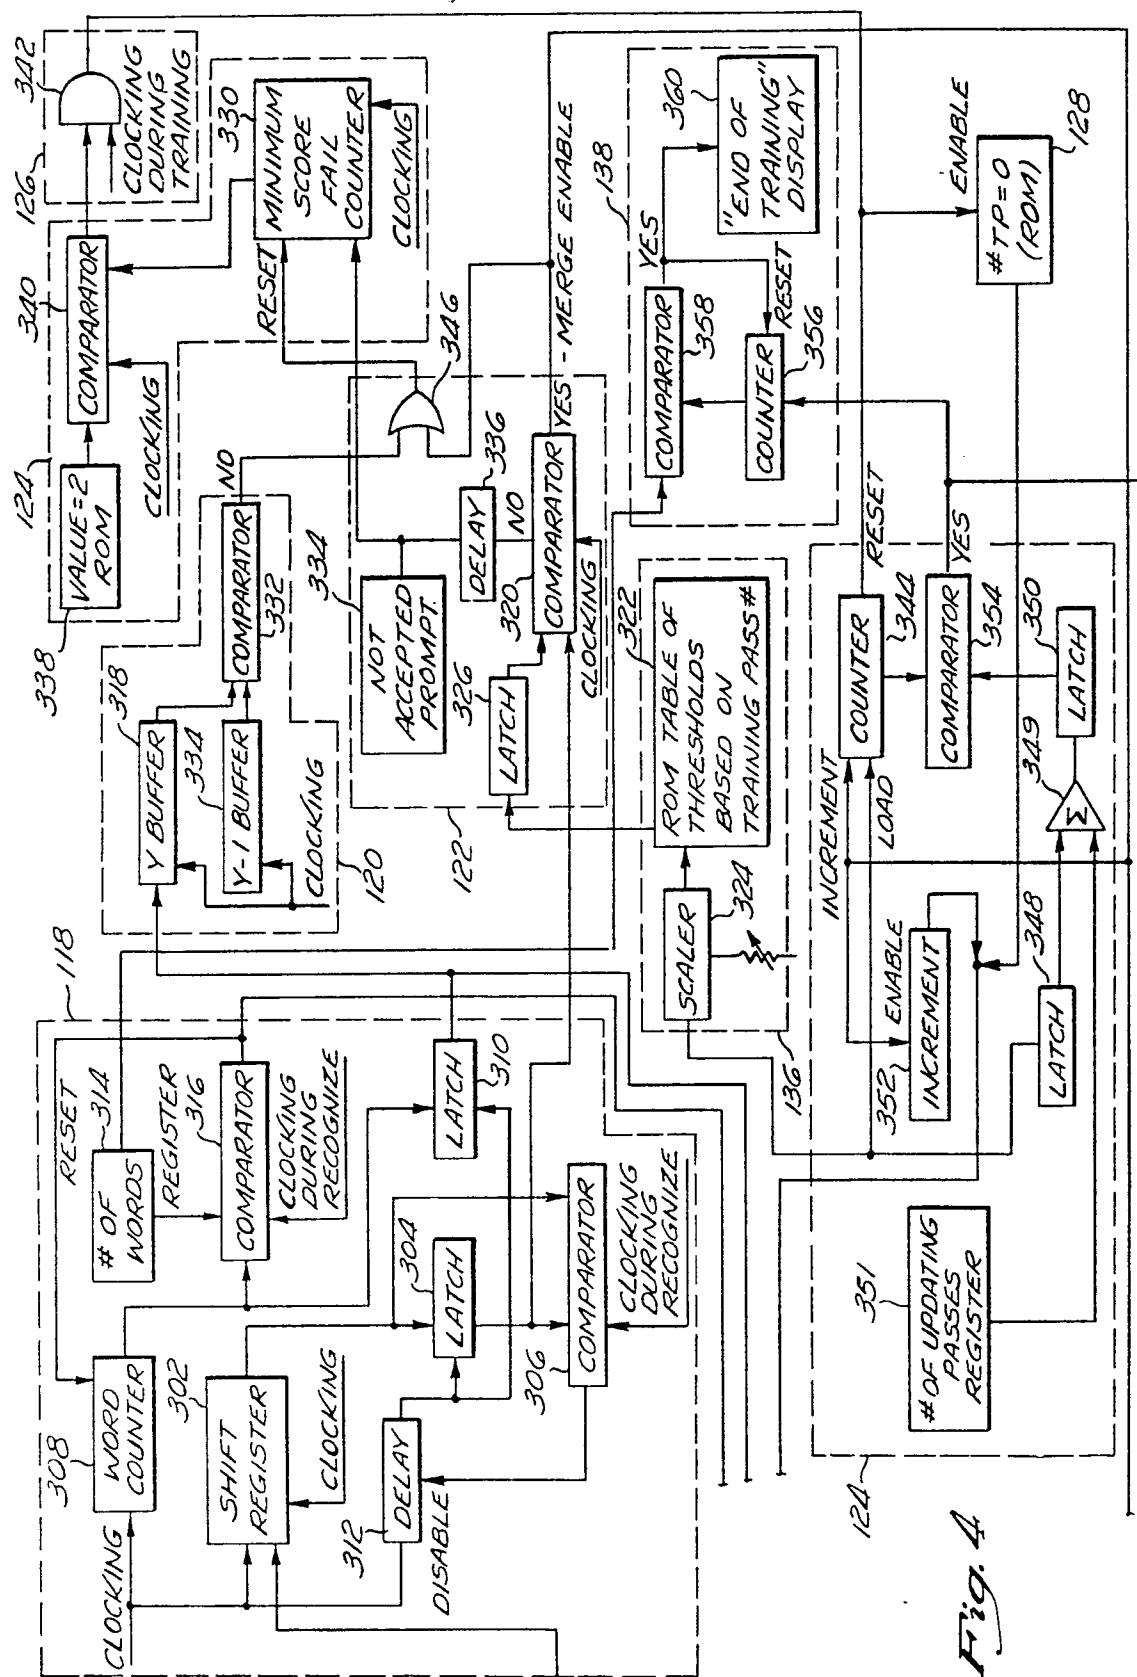 118
RESET
314
# OF
WORDS
REGISTER
316
COMPARATOR
CLOCKING
DURING
RECOGNIZE
308
WORD
COUNTER
CLOCKING
302
SHIFT
REGISTER
CLOCKING
304
LATCH
310
LATCH
312
DELAY
DISABLE
306
COMPARATOR
CLOCKING
DURING
RECOGNIZE
338
VALUE=2
ROM
124
340
COMPARATOR
CLOCKING
126
342
CLOCKING
DURING
TRAINING
330
MINIMUM
SCORE
FAIL
COUNTER
RESET
CLOCKING
318
Y BUFFER
334
Y-1 BUFFER
CLOCKING
120
COMPARATOR
332
NO
346
334
NOT
ACCEPTED
PROMPT.
DELAY
336
NO
326
LATCH
320
COMPARATOR
YES - MERGE ENABLE
CLOCKING
122
322
ROM TABLE OF
THRESHOLDS
BASED ON
TRAINING PASS#
SCALER
324
136
138
COMPARATOR
358
YES
360
"END OF
TRAINING"
DISPLAY
RESET
COUNTER
356
INCREMENT
LOAD
COUNTER
344
RESET
COMPARATOR
354
YES
ENABLE
# TP=0
(ROM)
128
352
ENABLE
INCREMENT
348
LATCH
349
Σ
350
LATCH
351
# OF UPDATING
PASSES
REGISTER
124
Fig. 4